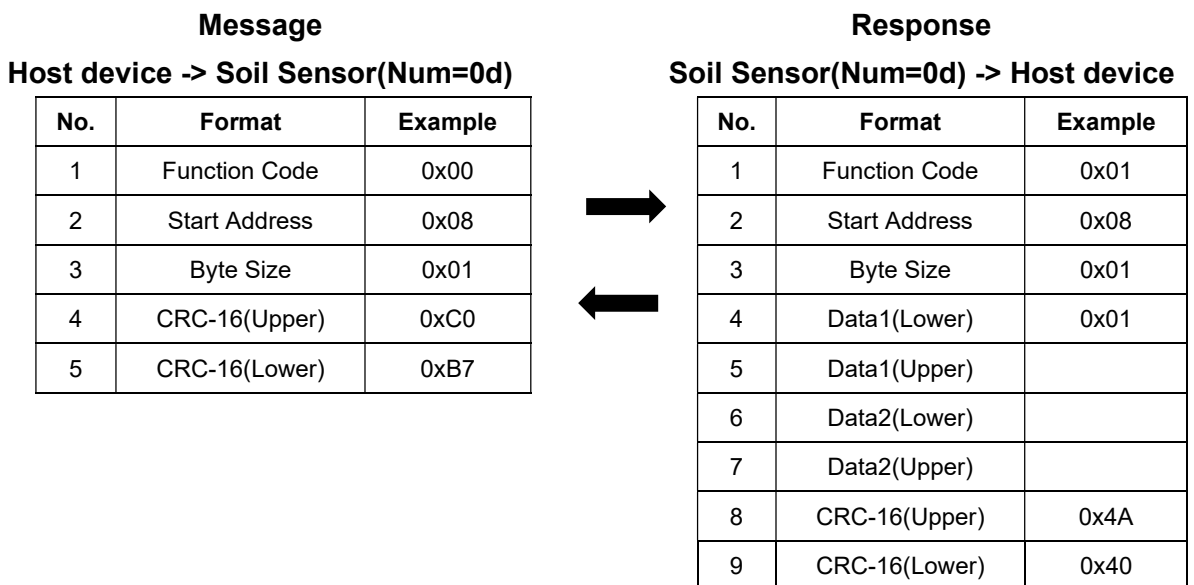 Message
Host device -> Soil Sensor(Num=0d)
No. Format Example
1 Function Code 0x00
2 Start Address 0x08
3 Byte Size 0x01
4 CRC-16(Upper) 0xC0
5 CRC-16(Lower) 0xB7
Response
Soil Sensor(Num=0d) -> Host device
No. Format Example
1 Function Code 0x01
2 Start Address 0x08
3 Byte Size 0x01
4 Data1(Lower) 0x01
5 Data1(Upper)
6 Data2(Lower)
7 Data2(Upper)
8 CRC-16(Upper) 0x4A
9 CRC-16(Lower) 0x40